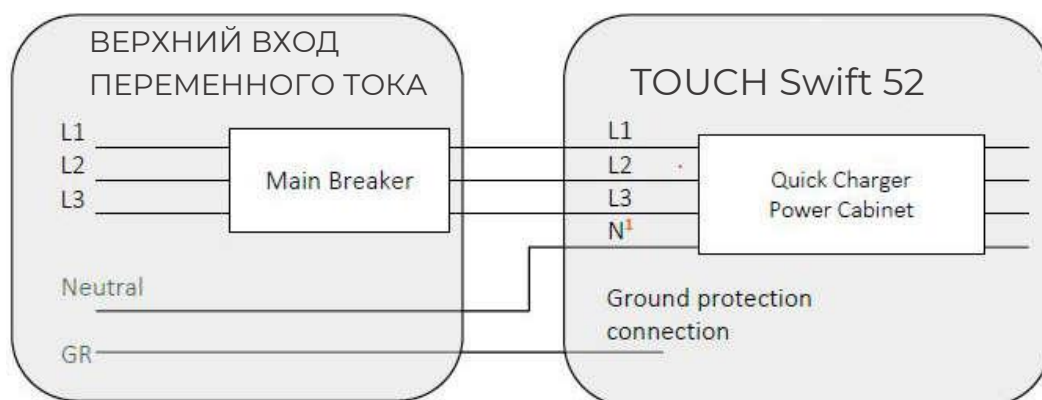 ВЕРХНИЙ ВХОД
ПЕРЕМЕННОГО ТОКА
L1
L2
L3
Main Breaker
Neutral
GR
TOUCH Swift 52
L1
L2
L3
N¹
Quick Charger
Power Cabinet
Ground protection
connection